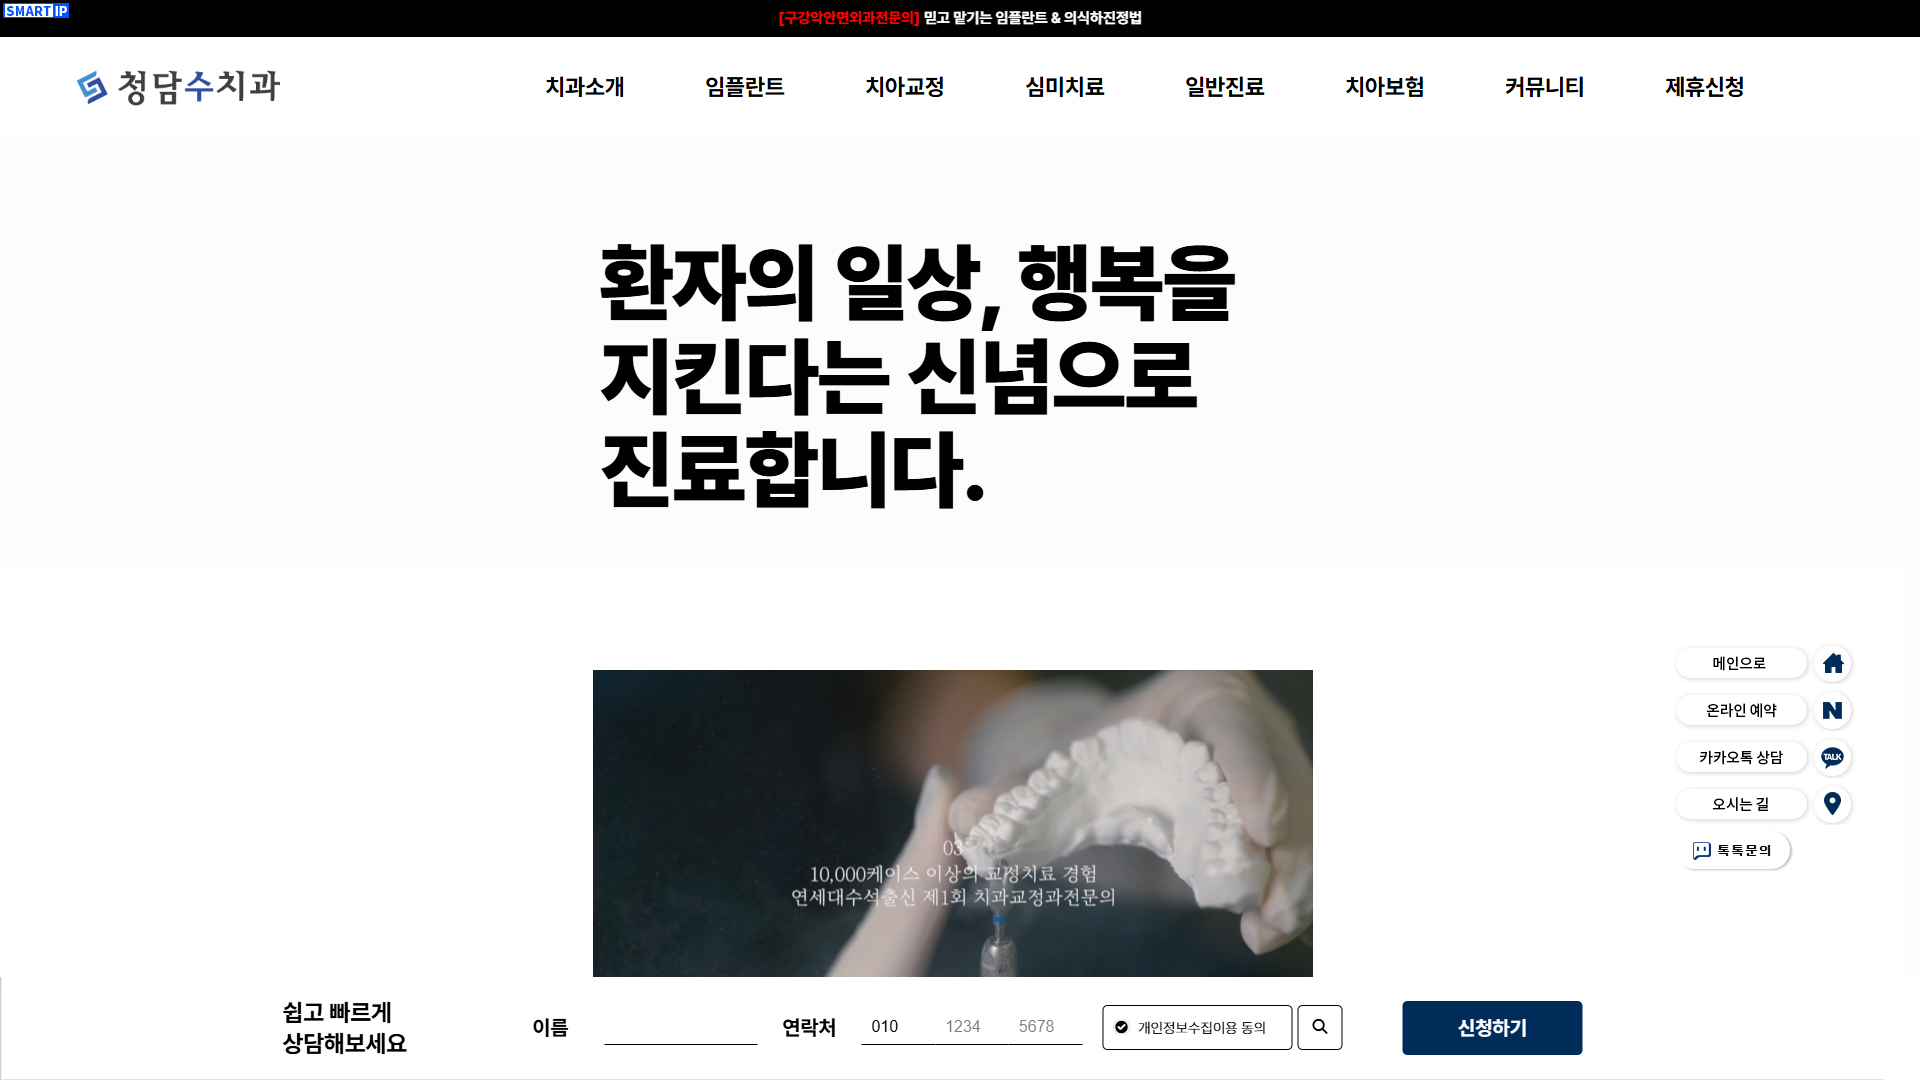 SMART IP
[구강악안면외과전문의] 믿고 맡기는 임플란트 & 의식하진정법
청담수치과
치과소개
임플란트
치아교정
심미치료
일반진료
치아보험
커뮤니티
제휴신청
환자의 일상, 행복을
지킨다는 신념으로
진료합니다.
메인으로
온라인 예약
N
카카오톡 상담
TALK
오시는 길
톡톡문의
03
10,000케이스 이상의 교정치료 경험
연세대수석출신 제1회 치과교정과전문의
쉽고 빠르게
상담해보세요
이름
연락처
010
1234
5678
개인정보수집이용 동의
신청하기